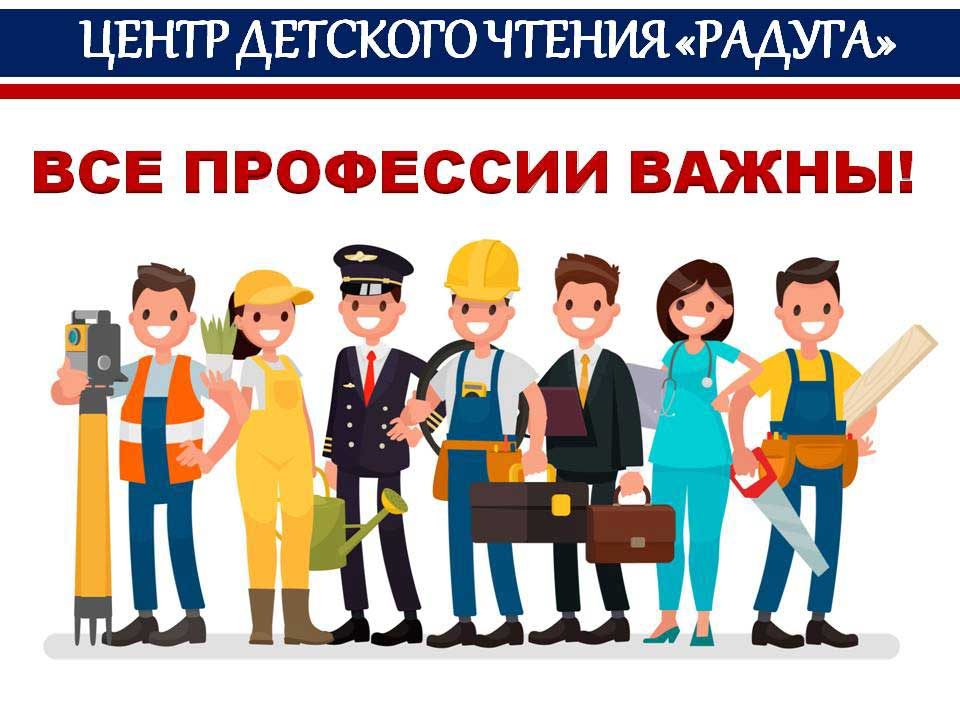 ЦЕНТР ДЕТСКОГО ЧТЕНИЯ «РАДУГА»
ВСЕ ПРОФЕССИИ ВАЖНЫ!